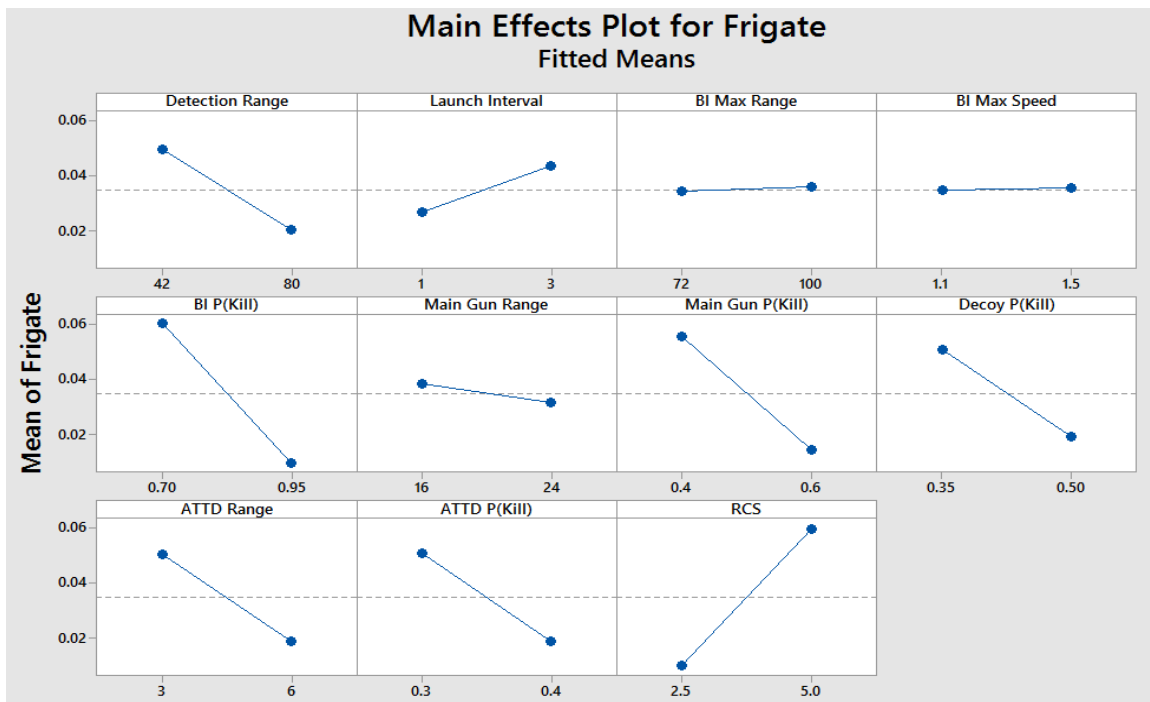 Main Effects Plot for Frigate
Fitted Means
Mean of Frigate
Detection Range Launch Interval BI Max Range BI Max Speed
0.06
0.04
0.02
42 80 1 3 72 100 1.1 1.5
BI P(Kill) Main Gun Range Main Gun P(Kill) Decoy P(Kill)
0.06
0.04
0.02
0.70 0.95 16 24 0.4 0.6 0.35 0.50
ATTD Range ATTD P(Kill) RCS
0.06
0.04
0.02
3 6 0.3 0.4 2.5 5.0